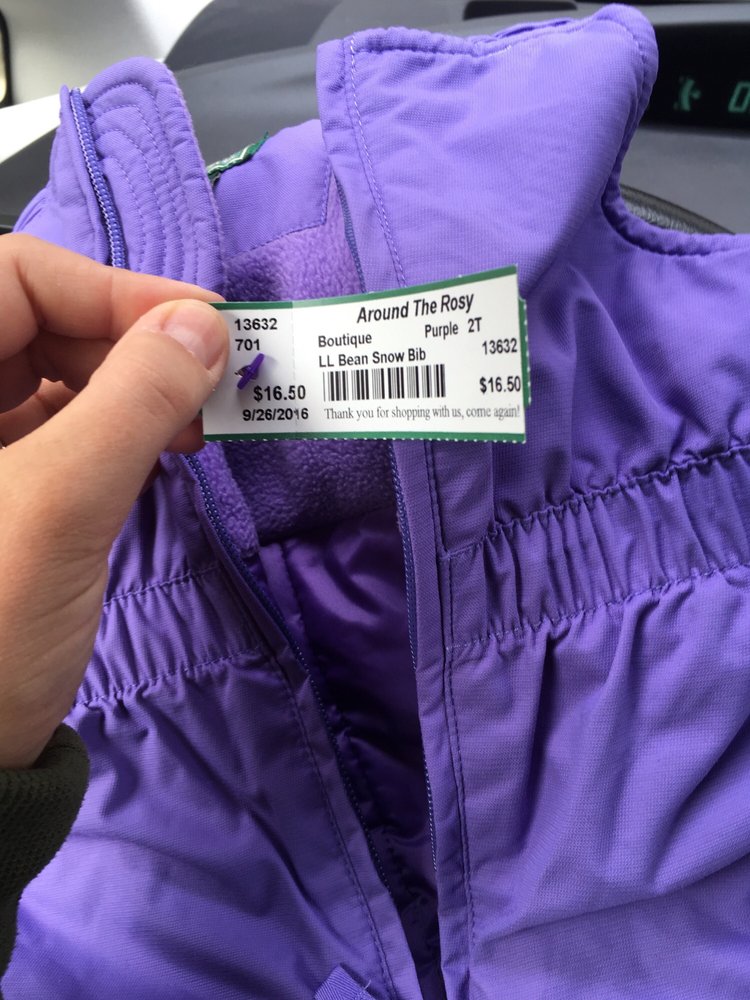 13632
701
$16.50
9/26/2016
Around The Rosy
Boutique Purple 2T
LL Bean Snow Bib 13632
$16.50
Thank you for shopping with us, come again!
0